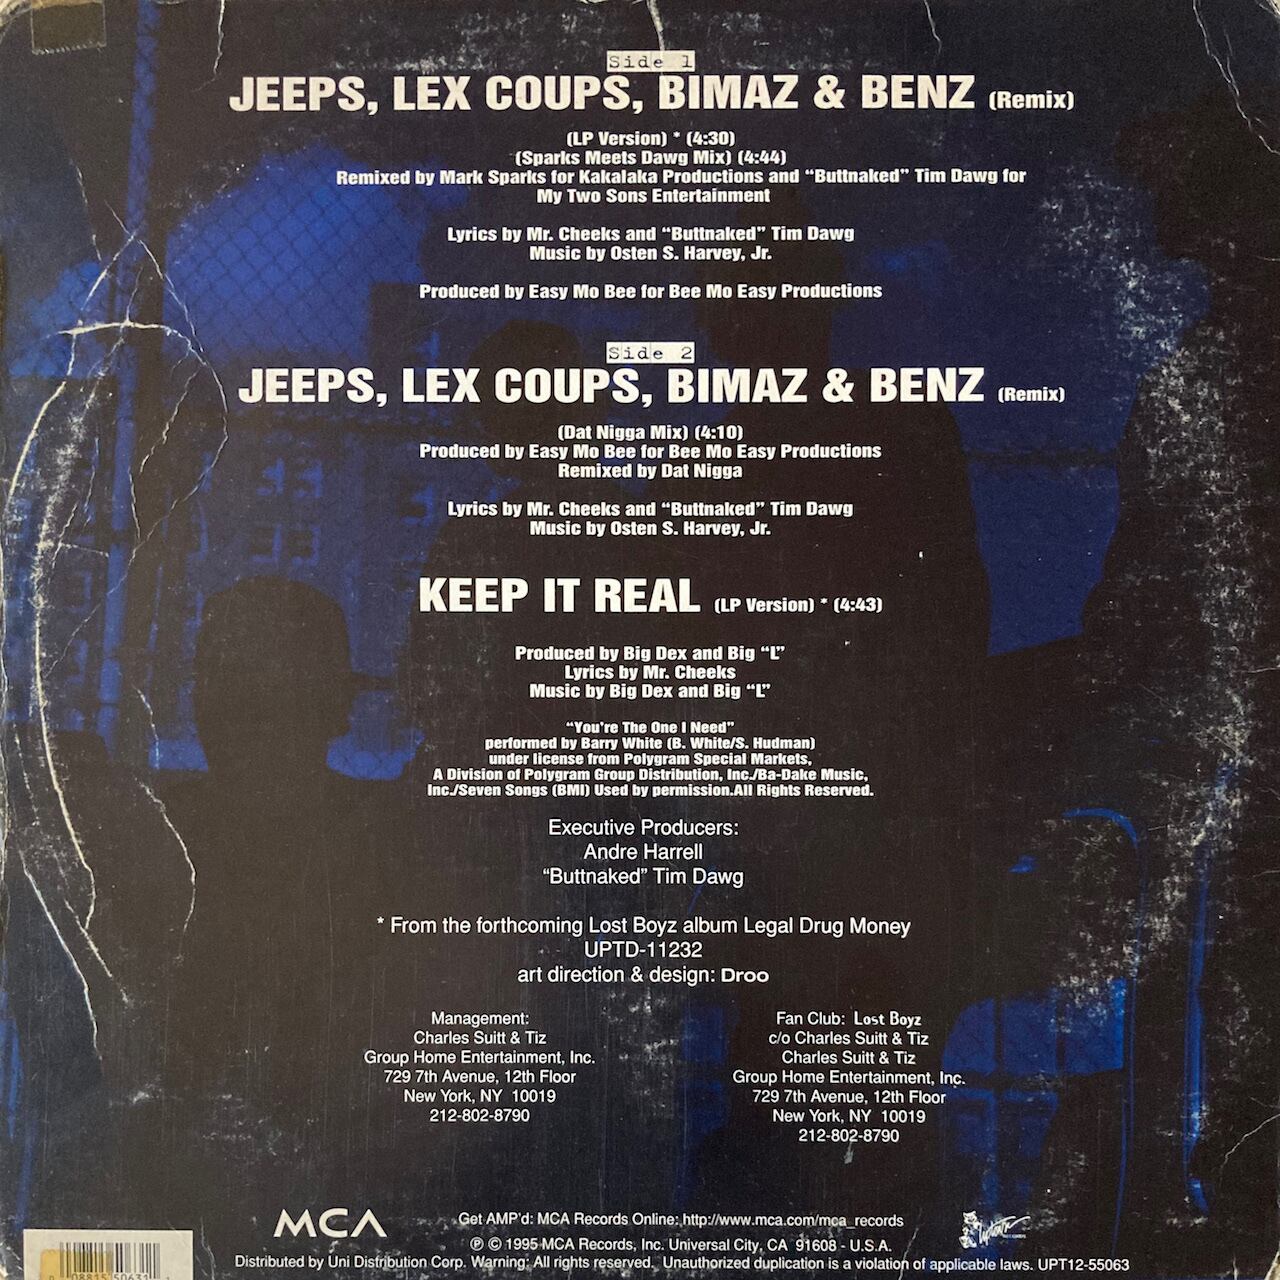 Side 1
JEEPS, LEX COUPS, BIMAZ & BENZ (Remix)
(LP Version) * (4:30)
(Sparks Meets Dawg Mix) (4:44)
Remixed by Mark Sparks for Kakalaka Productions and “Buttnaked” Tim Dawg for
My Two Sons Entertainment
Lyrics by Mr. Cheeks and “Buttnaked” Tim Dawg
Music by Osten S. Harvey, Jr.
Produced by Easy Mo Bee for Bee Mo Easy Productions
Side 2
JEEPS, LEX COUPS, BIMAZ & BENZ (Remix)
(Dat Nigga Mix) (4:10)
Produced by Easy Mo Bee for Bee Mo Easy Productions
Remixed by Dat Nigga
Lyrics by Mr. Cheeks and “Buttnaked” Tim Dawg
Music by Osten S. Harvey, Jr.
KEEP IT REAL (LP Version) * (4:43)
Produced by Big Dex and Big “L”
Lyrics by Mr. Cheeks
Music by Big Dex and Big “L”
“You're The One I Need”
performed by Barry White (B. White/S. Hudman)
under license from Polygram Special Markets,
A Division of Polygram Group Distribution, Inc./Ba-Dake Music,
Inc./Seven Songs (BMI) Used by permission.All Rights Reserved.
Executive Producers:
Andre Harrell
“Buttnaked” Tim Dawg
* From the forthcoming Lost Boyz album Legal Drug Money
UPTD-11232
art direction & design: Droo
Management:
Charles Suitt & Tiz
Group Home Entertainment, Inc.
729 7th Avenue, 12th Floor
New York, NY 10019
212-802-8790
Fan Club: Lost Boyz
c/o Charles Suitt & Tiz
Charles Suitt & Tiz
Group Home Entertainment, Inc.
729 7th Avenue, 12th Floor
New York, NY 10019
212-802-8790
MCA
Get AMP'd: MCA Records Online: http://www.mca.com/mca_records
Uptown
℗ © 1995 MCA Records, Inc. Universal City, CA 91608 - U.S.A.
Distributed by Uni Distribution Corp. Warning: All rights reserved. Unauthorized duplication is a violation of applicable laws. UPT12-55063
0 08815 50631 1